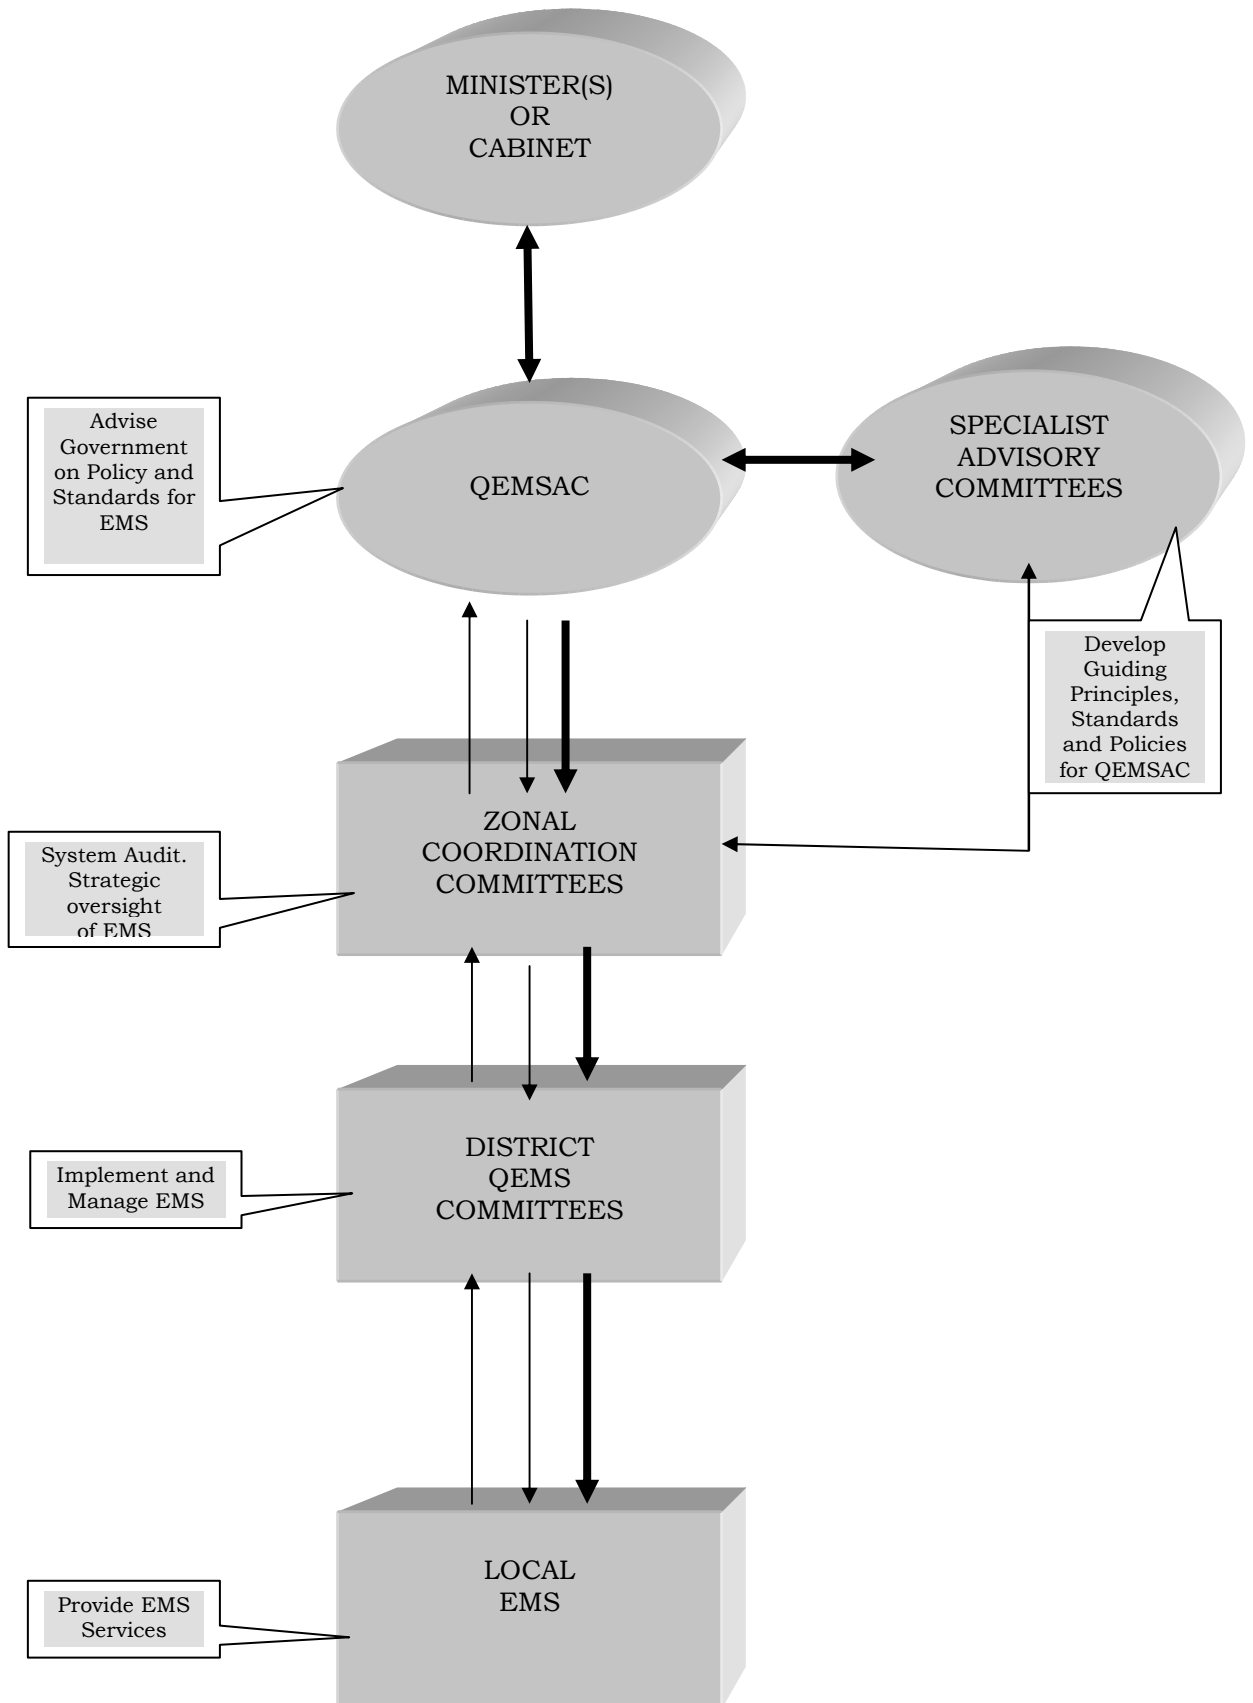 MINISTER(S)
OR
CABINET
Advise
Government
on Policy and
Standards for
EMS
QEMSAC
SPECIALIST
ADVISORY
COMMITTEES
Develop
Guiding
Principles,
Standards
and Policies
for QEMSAC
System Audit.
Strategic
oversight
of EMS
ZONAL
COORDINATION
COMMITTEES
Implement and
Manage EMS
DISTRICT
QEMS
COMMITTEES
Provide EMS
Services
LOCAL
EMS